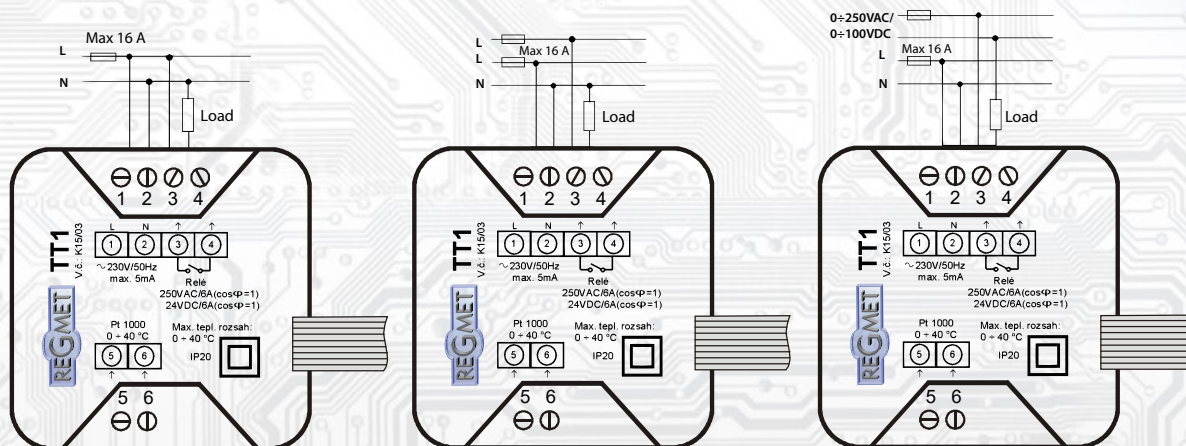 Max 16 A
L
N
Load
1 2 3 4
TT1
V.č.: K15/03
L N ↑ ↑
1 2 3 4
~ 230V/50Hz
max. 5mA
Relé
250VAC/6A(cosφ=1)
24VDC/6A(cosφ=1)
REGMET
Pt 1000
0 ÷ 40 °C
Max. tepl. rozsah:
0 ÷ 40 °C
IP20
5 6
↑ ↑
5 6
L
Max 16 A
L
N
Load
1 2 3 4
TT1
V.č.: K15/03
L N ↑ ↑
1 2 3 4
~ 230V/50Hz
max. 5mA
Relé
250VAC/6A(cosφ=1)
24VDC/6A(cosφ=1)
REGMET
Pt 1000
0 ÷ 40 °C
Max. tepl. rozsah:
0 ÷ 40 °C
IP20
5 6
↑ ↑
5 6
0÷250VAC/
0÷100VDC
L
Max 16 A
N
Load
1 2 3 4
TT1
V.č.: K15/03
L N ↑ ↑
1 2 3 4
~ 230V/50Hz
max. 5mA
Relé
250VAC/6A(cosφ=1)
24VDC/6A(cosφ=1)
REGMET
Pt 1000
0 ÷ 40 °C
Max. tepl. rozsah:
0 ÷ 40 °C
IP20
5 6
↑ ↑
5 6